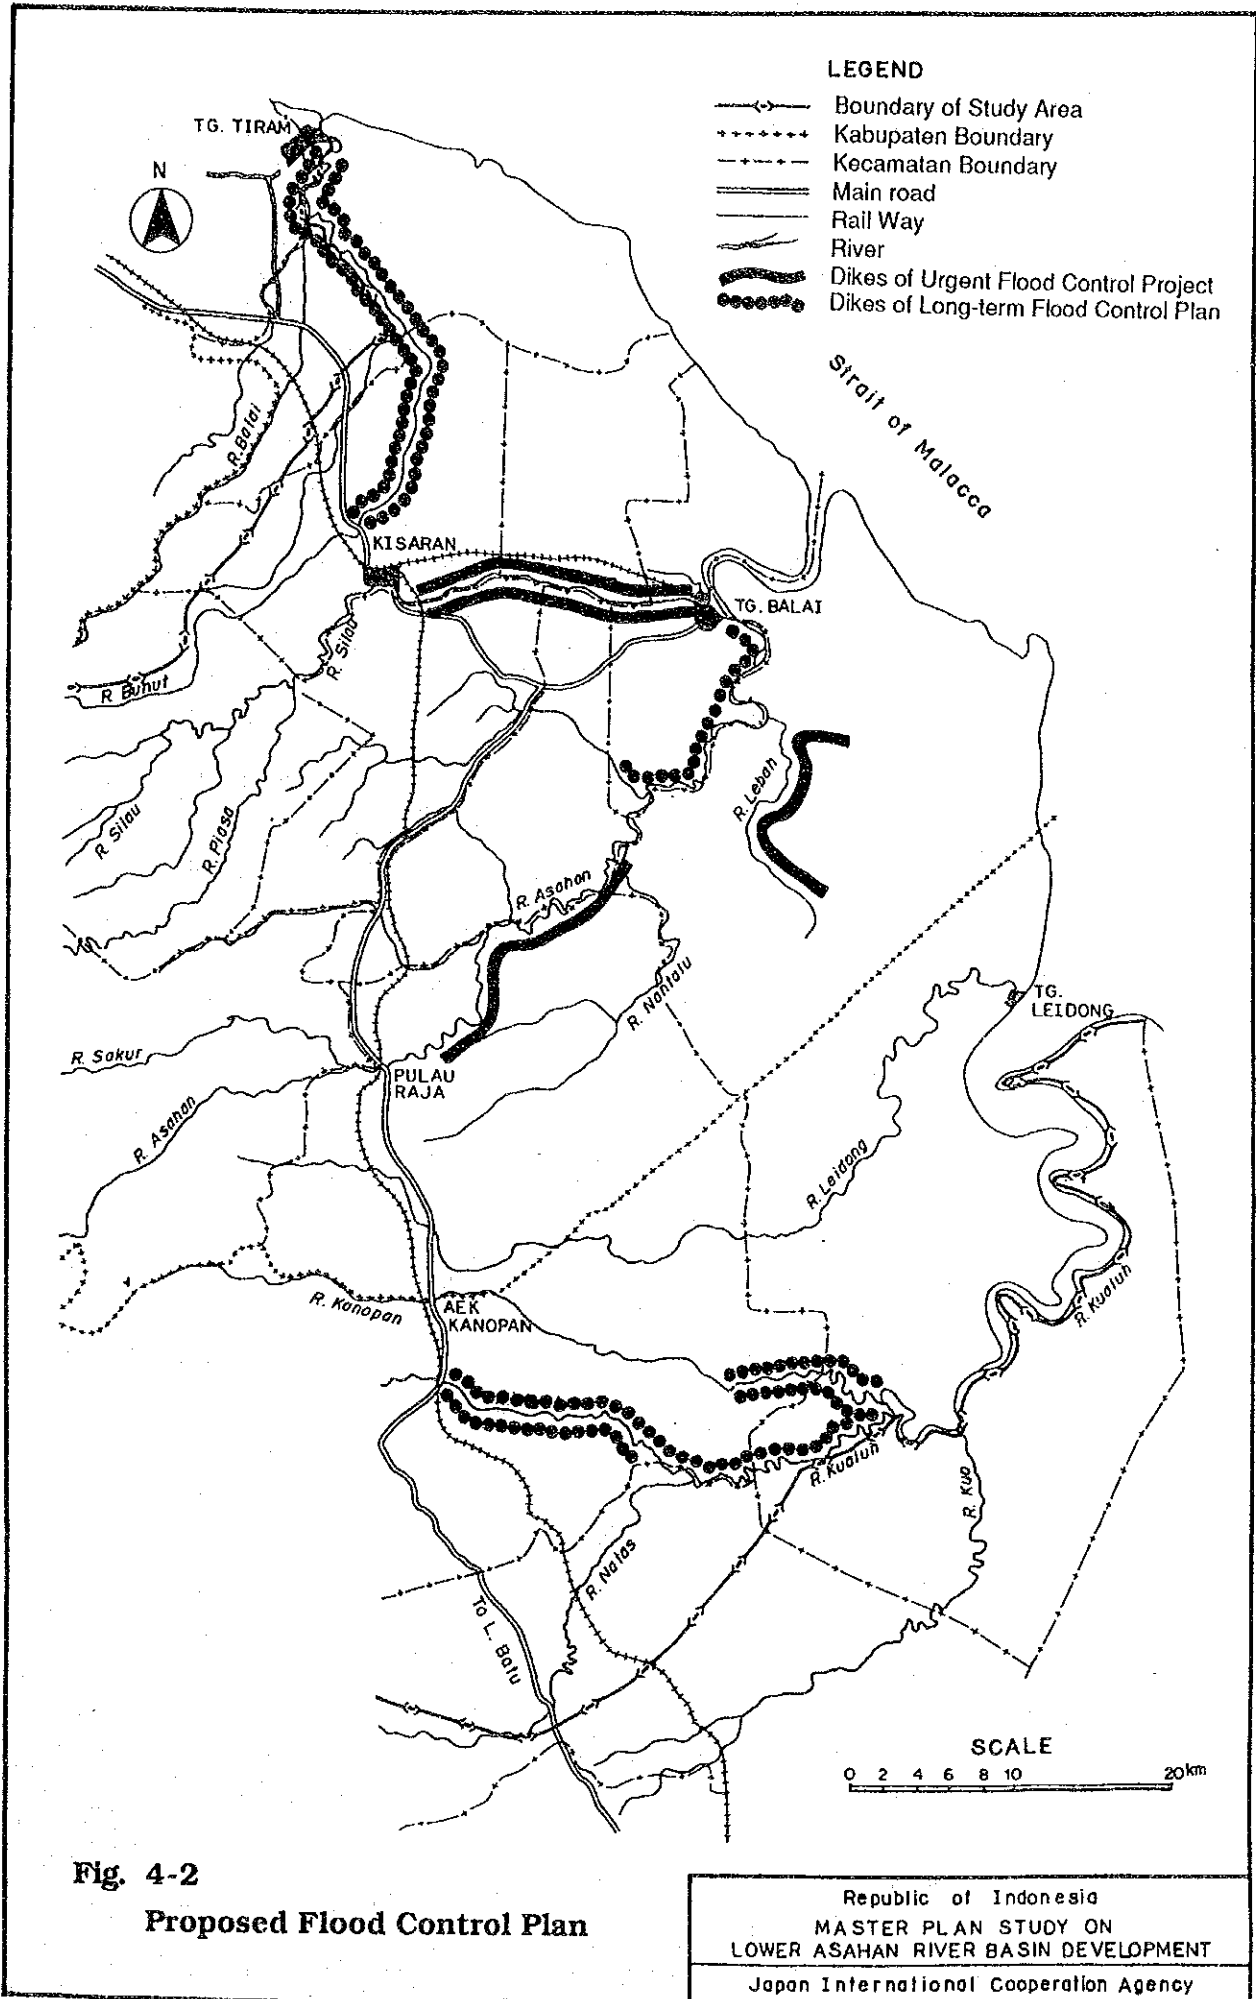 LEGEND
Boundary of Study Area
Kabupaten Boundary
Kecamatan Boundary
Main road
Rail Way
River
Dikes of Urgent Flood Control Project
Dikes of Long-term Flood Control Plan
TG. TIRAM
N
Strait of Malacca
R. Balai
KISARAN
TG. BALAI
R. Silau
R Bunut
R. Lebah
R. Silau
R. Piasa
R. Asahan
R. Nantalu
TG.
LEIDONG
R. Sakur
PULAU
RAJA
R. Asahan
R. Leidong
R. Kualuh
R. Kanopan
AEK
KANOPAN
R. Kualuh
R. Kuo
R. Natas
To L. Batu
SCALE
0 2 4 6 8 10 20km
Fig. 4-2
Proposed Flood Control Plan
Republic of Indonesia
MASTER PLAN STUDY ON
LOWER ASAHAN RIVER BASIN DEVELOPMENT
Japan International Cooperation Agency